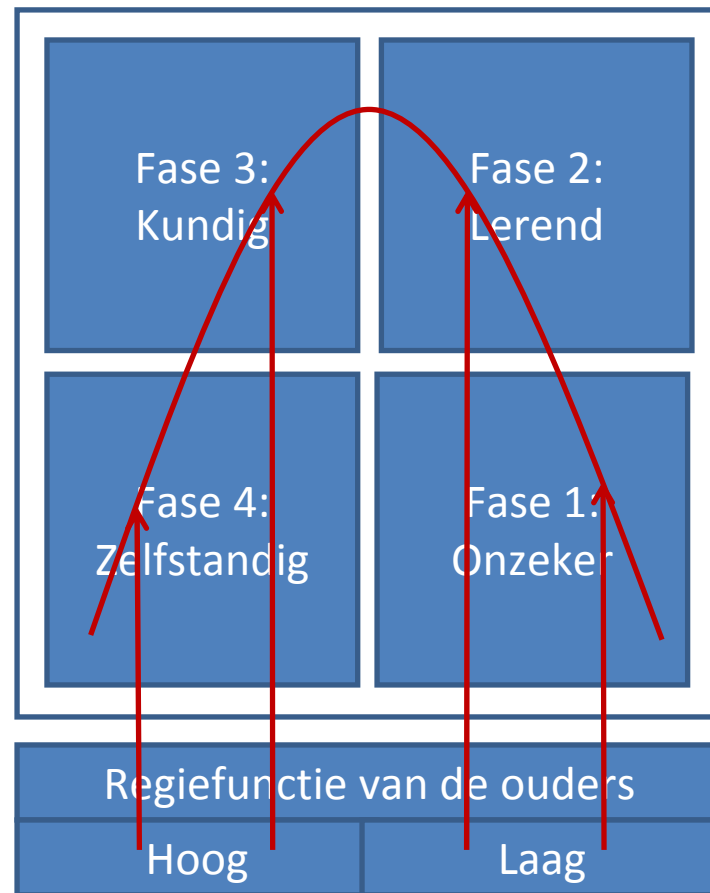 Fase 3:
Kundig
Fase 2:
Lerend
Fase 4:
Zelfstandig
Fase 1:
Onzeker
Regiefunctie van de ouders
Hoog
Laag